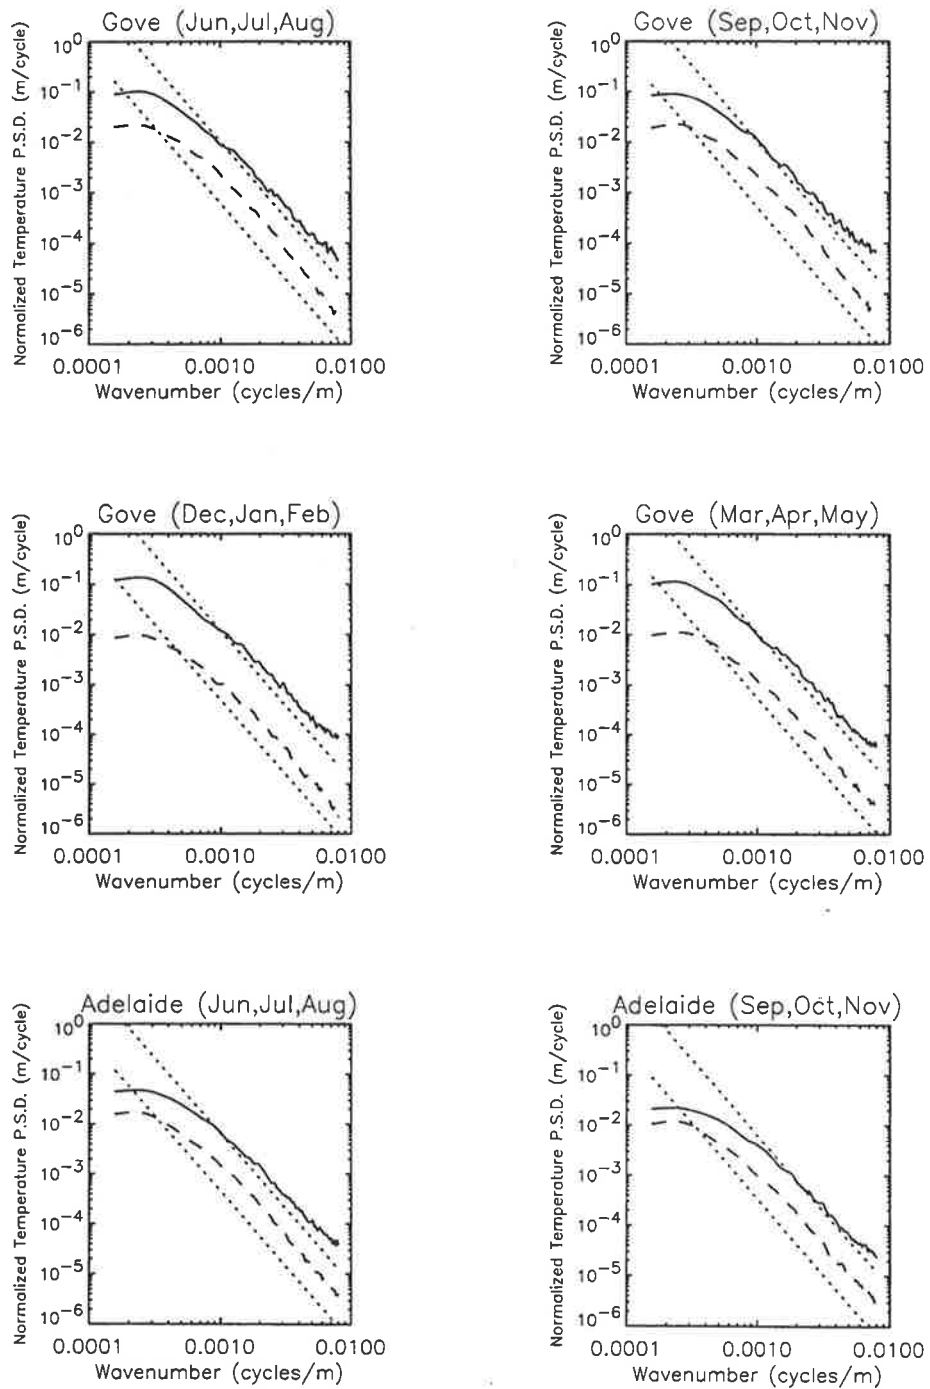 Gove (Jun,Jul,Aug)
Normalized Temperature P.S.D. (m/cycle)
10^0
10^-1
10^-2
10^-3
10^-4
10^-5
10^-6
0.0001 0.0010 0.0100
Wavenumber (cycles/m)
Gove (Sep,Oct,Nov)
Normalized Temperature P.S.D. (m/cycle)
10^0
10^-1
10^-2
10^-3
10^-4
10^-5
10^-6
0.0001 0.0010 0.0100
Wavenumber (cycles/m)
Gove (Dec,Jan,Feb)
Normalized Temperature P.S.D. (m/cycle)
10^0
10^-1
10^-2
10^-3
10^-4
10^-5
10^-6
0.0001 0.0010 0.0100
Wavenumber (cycles/m)
Gove (Mar,Apr,May)
Normalized Temperature P.S.D. (m/cycle)
10^0
10^-1
10^-2
10^-3
10^-4
10^-5
10^-6
0.0001 0.0010 0.0100
Wavenumber (cycles/m)
Adelaide (Jun,Jul,Aug)
Normalized Temperature P.S.D. (m/cycle)
10^0
10^-1
10^-2
10^-3
10^-4
10^-5
10^-6
0.0001 0.0010 0.0100
Wavenumber (cycles/m)
Adelaide (Sep,Oct,Nov)
Normalized Temperature P.S.D. (m/cycle)
10^0
10^-1
10^-2
10^-3
10^-4
10^-5
10^-6
0.0001 0.0010 0.0100
Wavenumber (cycles/m)